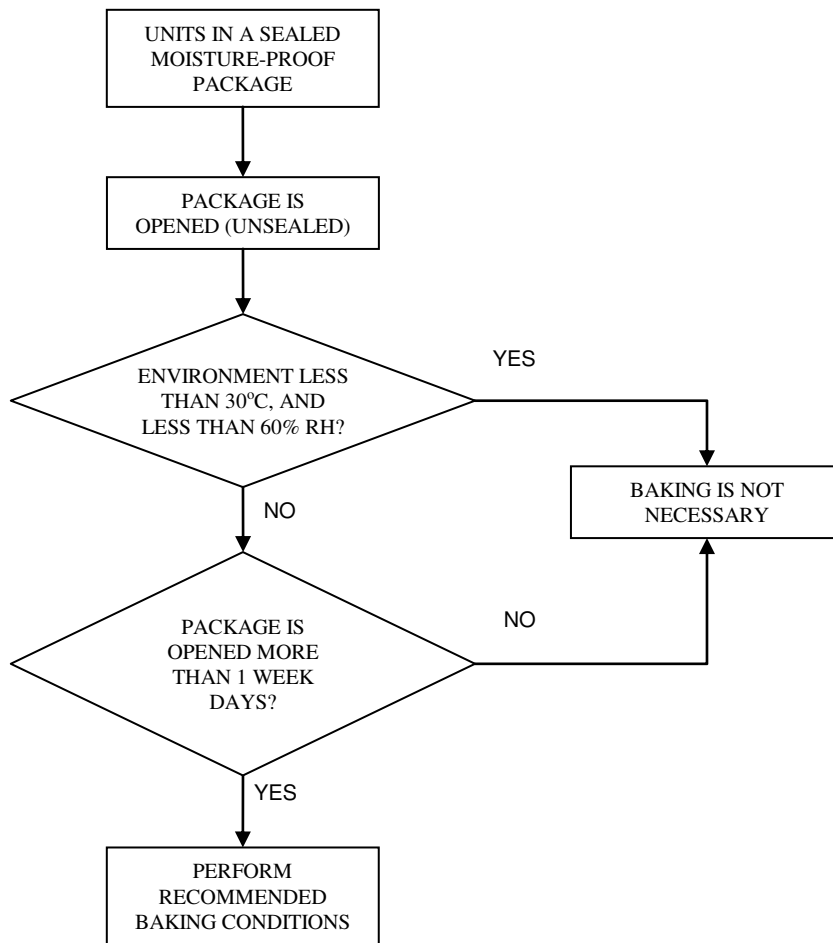 UNITS IN A SEALED
MOISTURE-PROOF
PACKAGE
PACKAGE IS
OPENED (UNSEALED)
ENVIRONMENT LESS
THAN 30°C, AND
LESS THAN 60% RH?
YES
BAKING IS NOT
NECESSARY
NO
PACKAGE IS
OPENED MORE
THAN 1 WEEK
DAYS?
NO
YES
PERFORM
RECOMMENDED
BAKING CONDITIONS